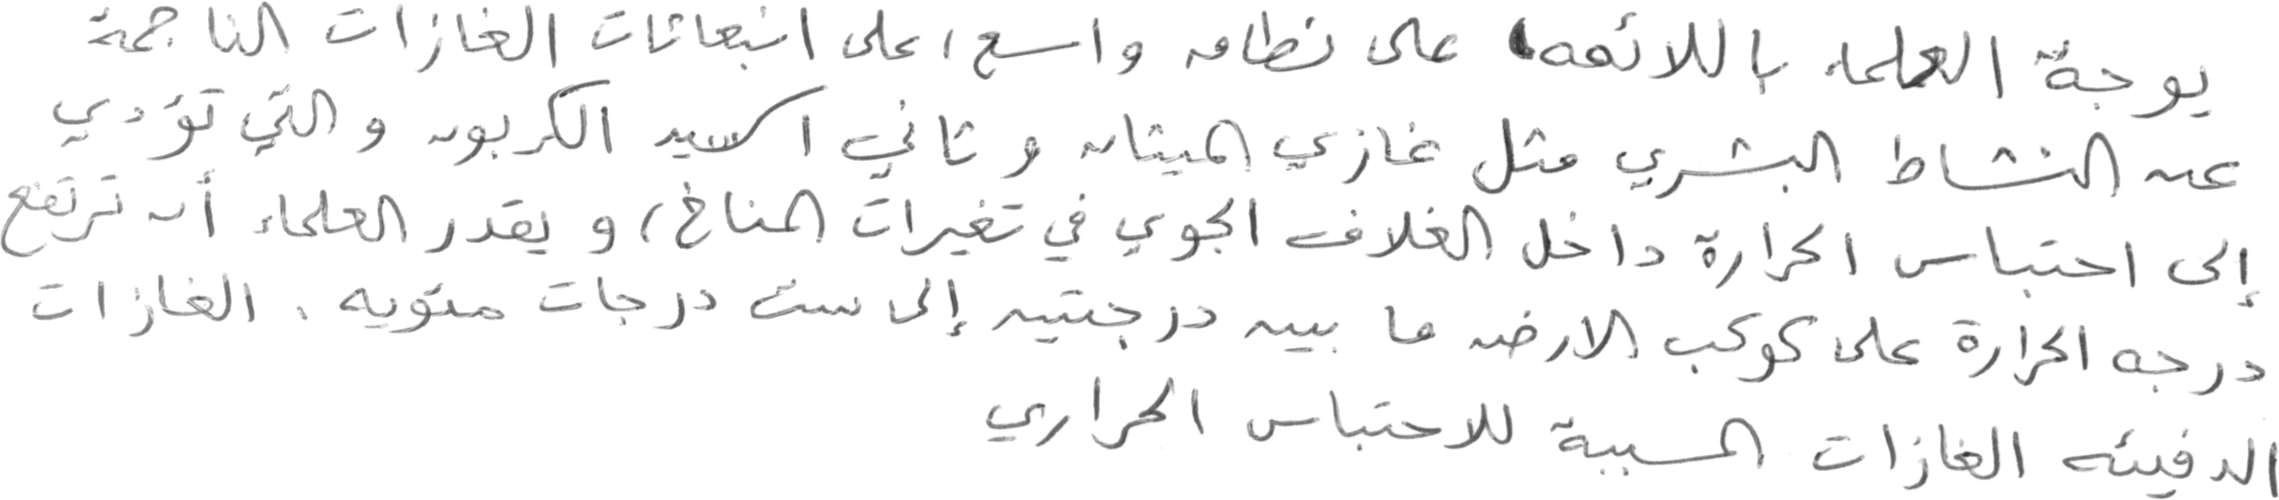 يوجة العلماء باللائمه على نطاق واسع، على انبعاثات الغازات الناجمة
عن النشاط البشري مثل غازي الميثان و ثاني اكسيد الكربون و التي تؤدي
إلى احتباس الحرارة داخل الغلاف الجوي في تغيرات المناخ، و يقدر العلماء أن ترتفع
درجه الحرارة على كوكب الارض ما بين درجتين إلى ست درجات مئويه . الغازات
الدفيئه الغازات المسببة للاحتباس الحراري